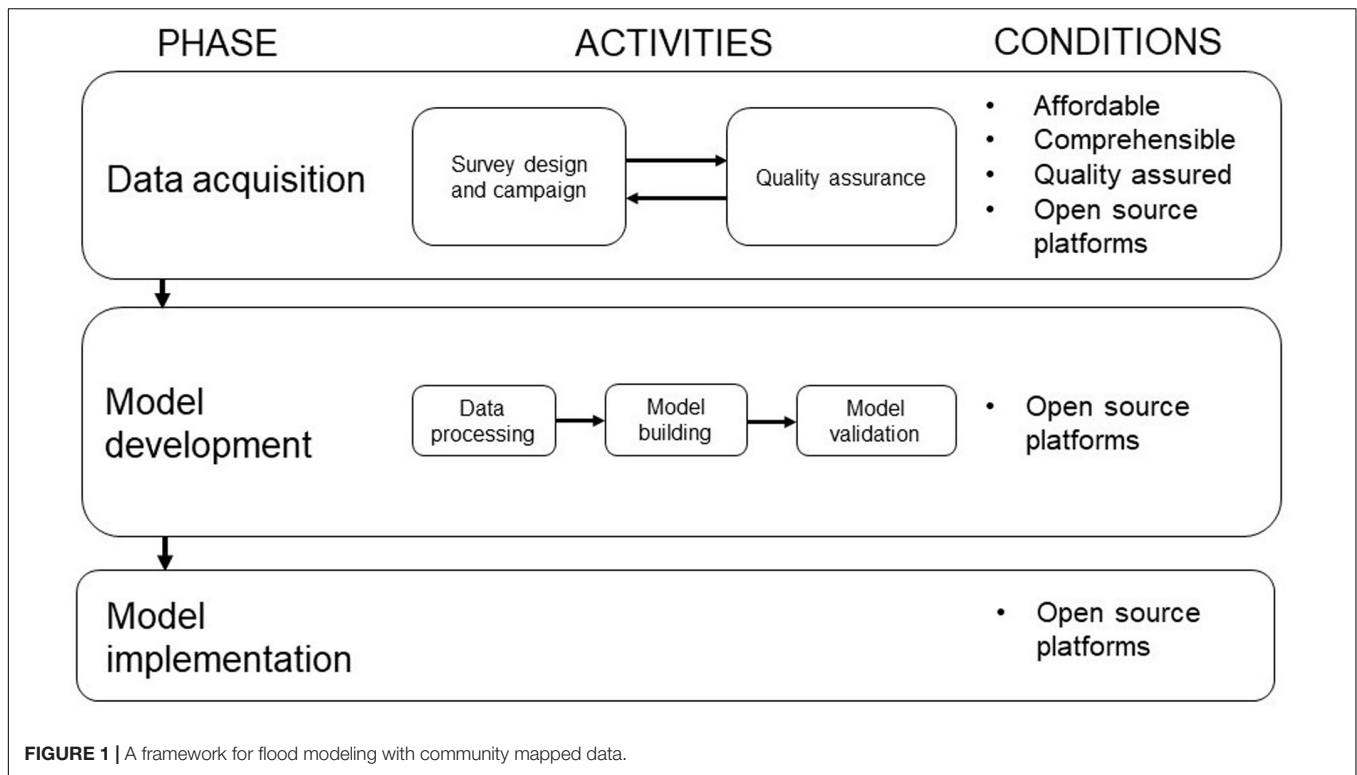 PHASE ACTIVITIES CONDITIONS
Data acquisition
Survey design
and campaign
Quality assurance
• Affordable
• Comprehensible
• Quality assured
• Open source
platforms
Model
development
Data
processing
Model
building
Model
validation
• Open source
platforms
Model
implementation
• Open source
platforms
FIGURE 1 | A framework for flood modeling with community mapped data.